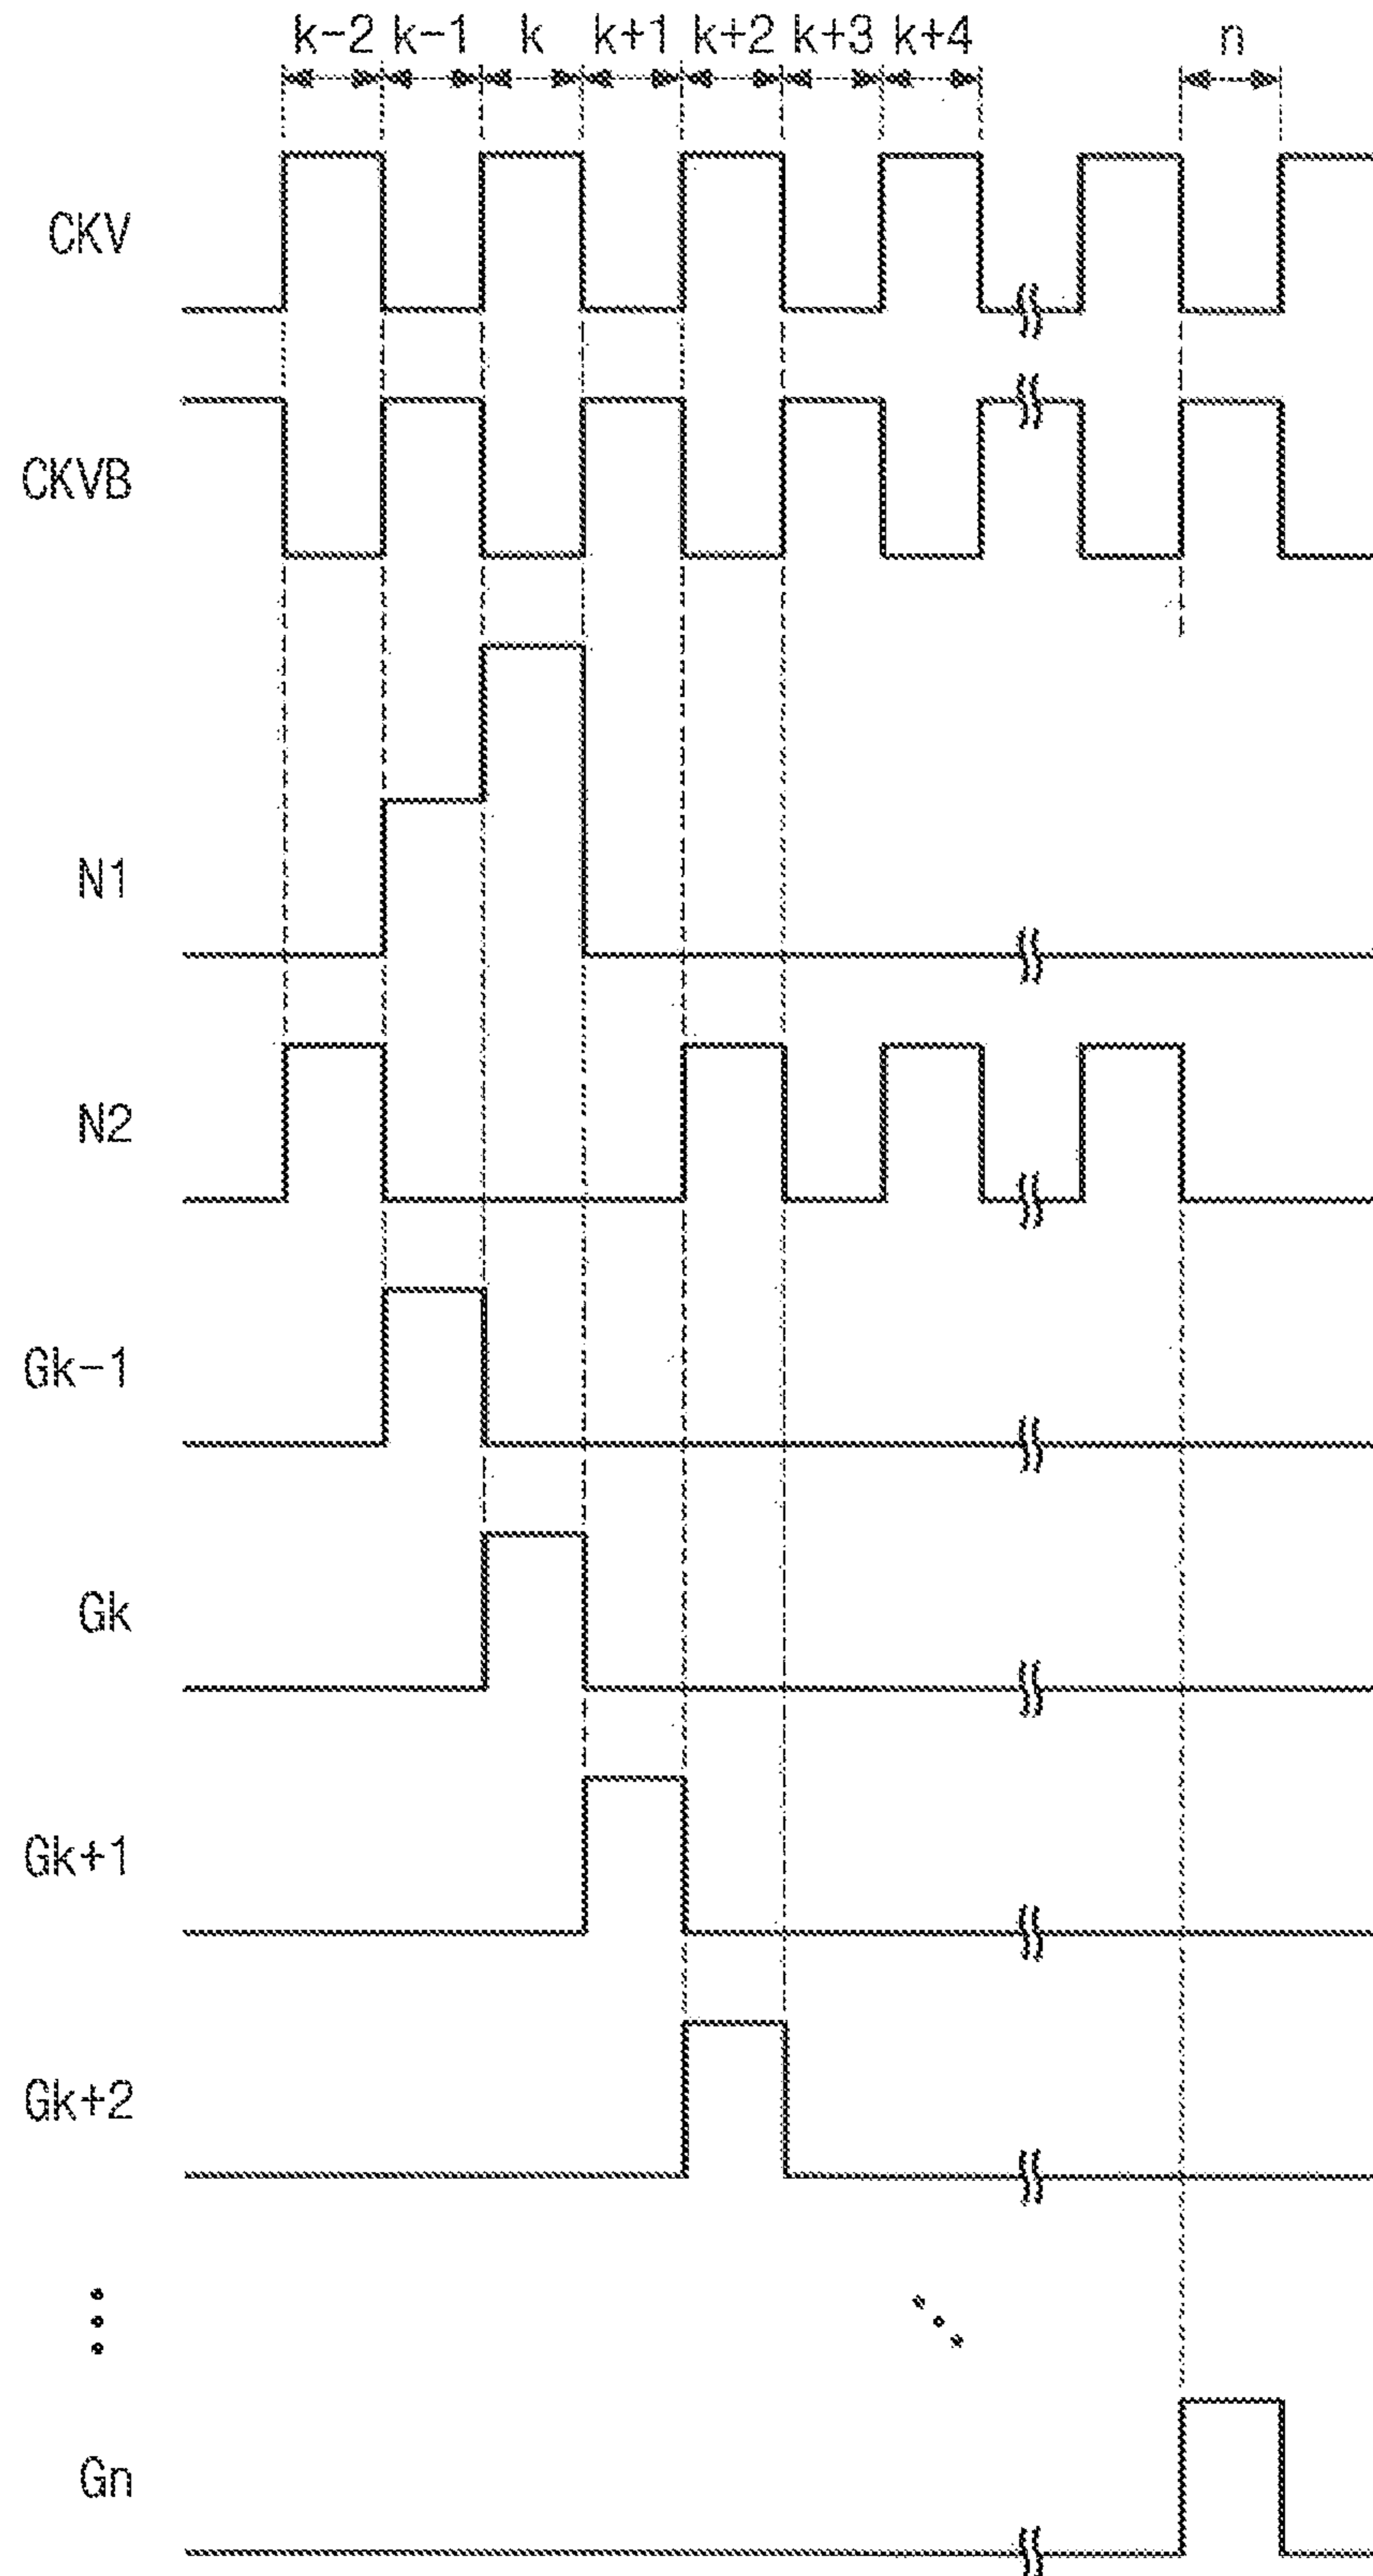 k-2 k-1 k k+1 k+2 k+3 k+4 n
CKV
CKVB
N1
N2
Gk-1
Gk
Gk+1
Gk+2
Gn